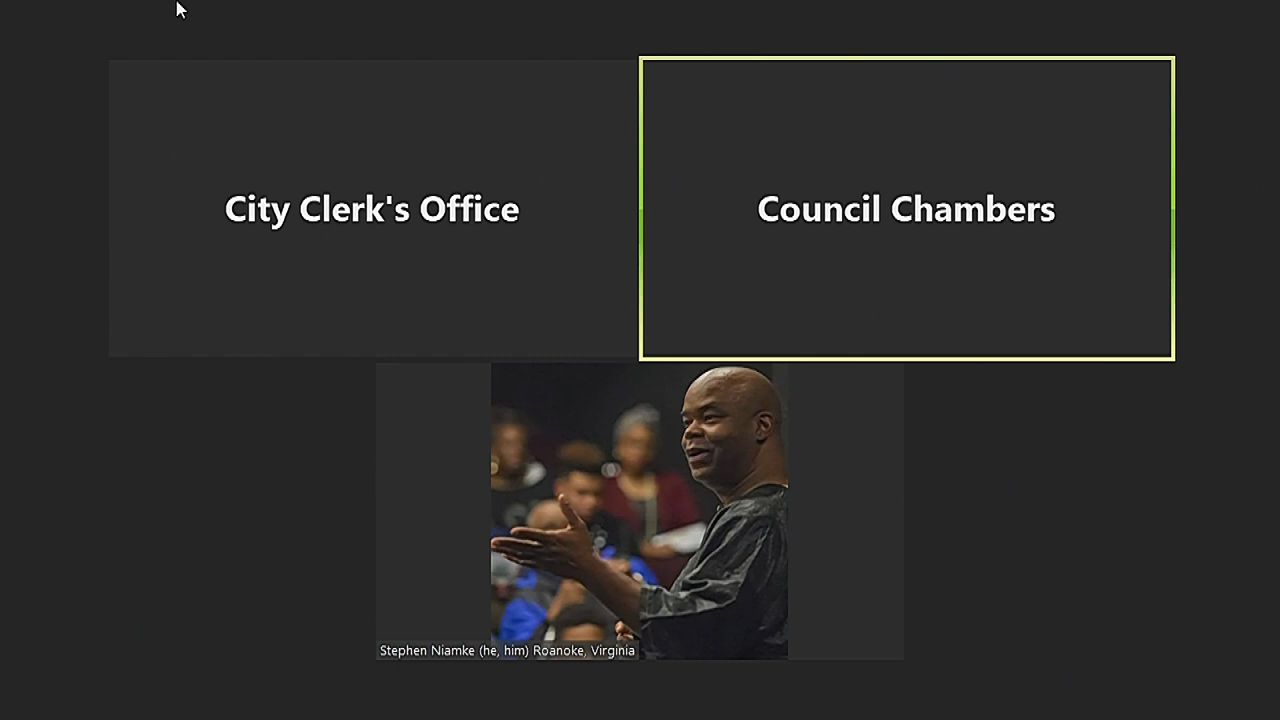 City Clerk's Office
Council Chambers
Stephen Niamke (he, him) Roanoke, Virginia